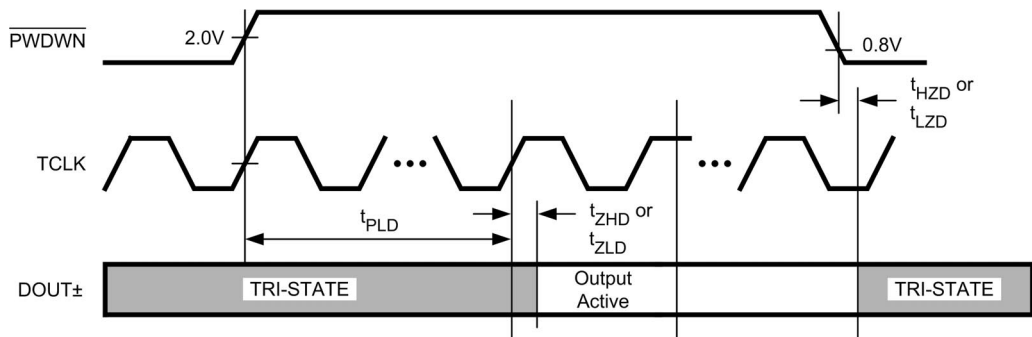 PWDWN
2.0V
0.8V
tHZD or
tLZD
TCLK
tPLD
tZHD or
tZLD
DOUT±
TRI-STATE
Output
Active
TRI-STATE